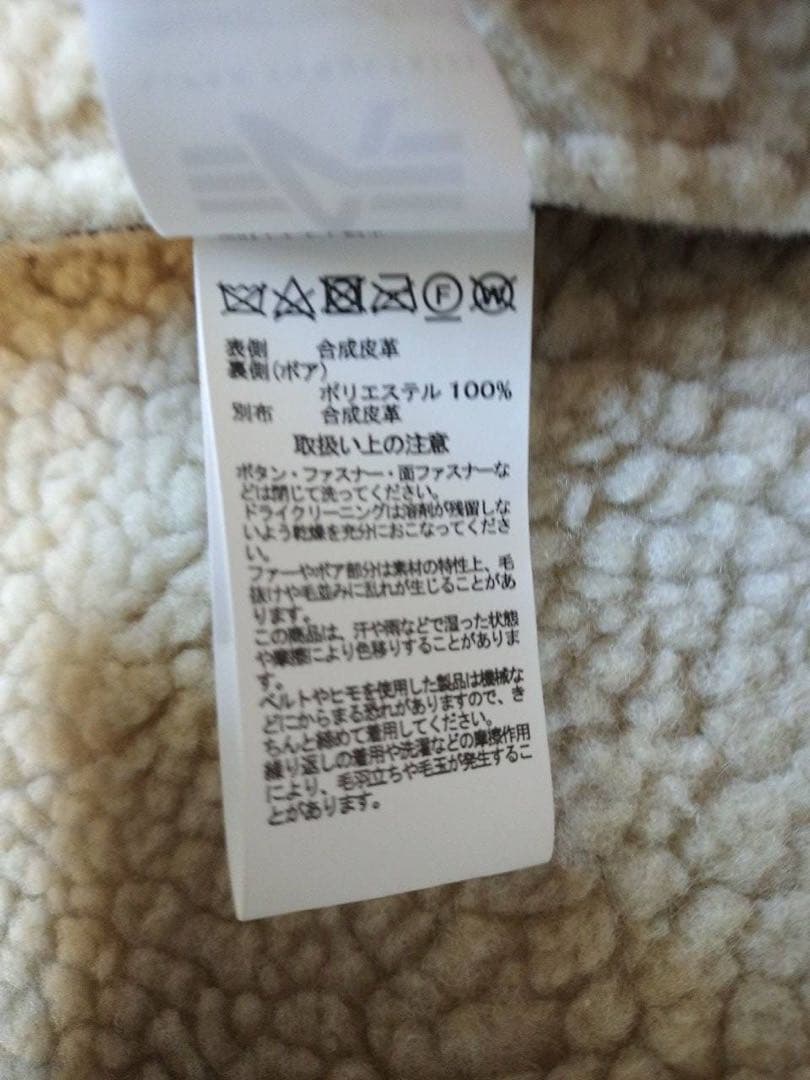 F W
表側 合成皮革
裏側(ボア)
ポリエステル 100%
別布 合成皮革
取扱い上の注意
ボタン・ファスナー・面ファスナーな
どは閉じて洗ってください。
ドライクリーニングは溶剤が残留しな
いよう乾燥を充分におこなってくださ
い。
ファーやボア部分は素材の特性上、毛
抜けや毛並みに乱れが生じることがあ
ります。
この商品は、汗や雨などで湿った状態
や摩擦により色移りすることがありま
す。
ベルトやヒモを使用した製品は機械な
どにからまる恐れがありますので、き
ちんと締めて着用してください。
繰り返しの着用や洗濯などの摩擦作用
により、毛羽立ちや毛玉が発生するこ
とがあります。